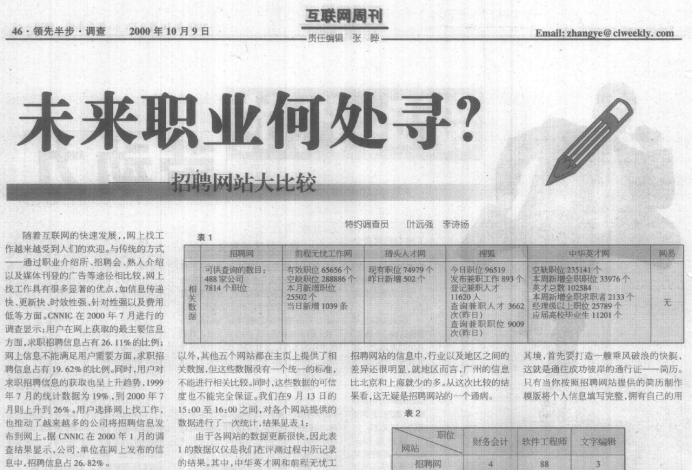 互联网周刊
46·领先半步·调查 2000年10月9日
责任编辑 张 晔
Email: zhangye@ciweekly.com
未来职业何处寻?
——招聘网站大比较
特约调查员 叶远强 李诗扬
随着互联网的快速发展，，网上找工
作越来越受到人们的欢迎。与传统的方式
——通过职业介绍所、招聘会、熟人介绍
以及媒体刊登的广告等途径相比较，网上
找工作具有很多显著的优点，如信息传递
快、更新快、时效性强、针对性强以及费用
低等方面。CNNIC 在 2000 年 7 月进行的
调查显示：用户在网上获取的最主要信息
方面，求职招聘信息占有 26.11%的比例；
网上信息不能满足用户需要方面，求职招
聘信息占有 19.62%的比例。同时，用户对
求职招聘信息的获取也呈上升趋势，1999
年 7 月的统计数据为 19%，到 2000 年 7
月则上升到 26%。用户选择网上找工作，
也推动了越来越多的公司将招聘信息发
布到网上。据 CNNIC 在 2000 年 1 月的调
查结果显示，公司、单位在网上发布的信
息中，招聘信息占 26.82%。
表 1
招聘网 前程无忧工作网 猎头人才网 搜狐 中华英才网 网易
相关数据
可供查询的数目：
488 家公司
7814 个职位
有效职位 65656 个
空缺职位 288886 个
本月新增职位
25502 个
当日新增 1039 条
现有职位 74979 个
昨日新增 502 个
今日职位 96519
发布兼职工作 893 个
登记兼职人才
11620 人
查询兼职人才 3662
次(昨日)
查询兼职职位 9009
次(昨日)
空缺职位 235141 个
本周新增全职职位 33976 个
英才总数 102584
本周新增全职求职者 2133 个
经理级以上职位 25789 个
应届高校毕业生 11201 个
无
以外，其他五个网站都在主页上提供了相
关数据，但这些数据没有一个统一的标准，
不能进行相关比较。同时，这些数据的可信
度也不能完全保证。我们在9 月 13 日的
15:00 至 16:00 之间，对各个网站提供的
数据进行了一次统计，结果见表 1：
由于各网站的数据更新很快，因此表
1 的数据仅仅是我们在评测过程中所记录
的结果。其中，中华英才网和前程无忧工
招聘网站的信息中，行业以及地区之间的
差异还很明显，就地区而言，广州的信息
比北京和上海就少的多。从这次比较的结
果看，这无疑是招聘网站的一个通病。
表 2
职位
网站
财务会计 软件工程师 文字编辑
招聘网 4 88 3
其境，首先要打造一艘乘风破浪的快艇，
这就是通往成功彼岸的通行证——简历。
只有当你按照招聘网站提供的简历制作
模版将个人信息填写完整，拥有自己的用